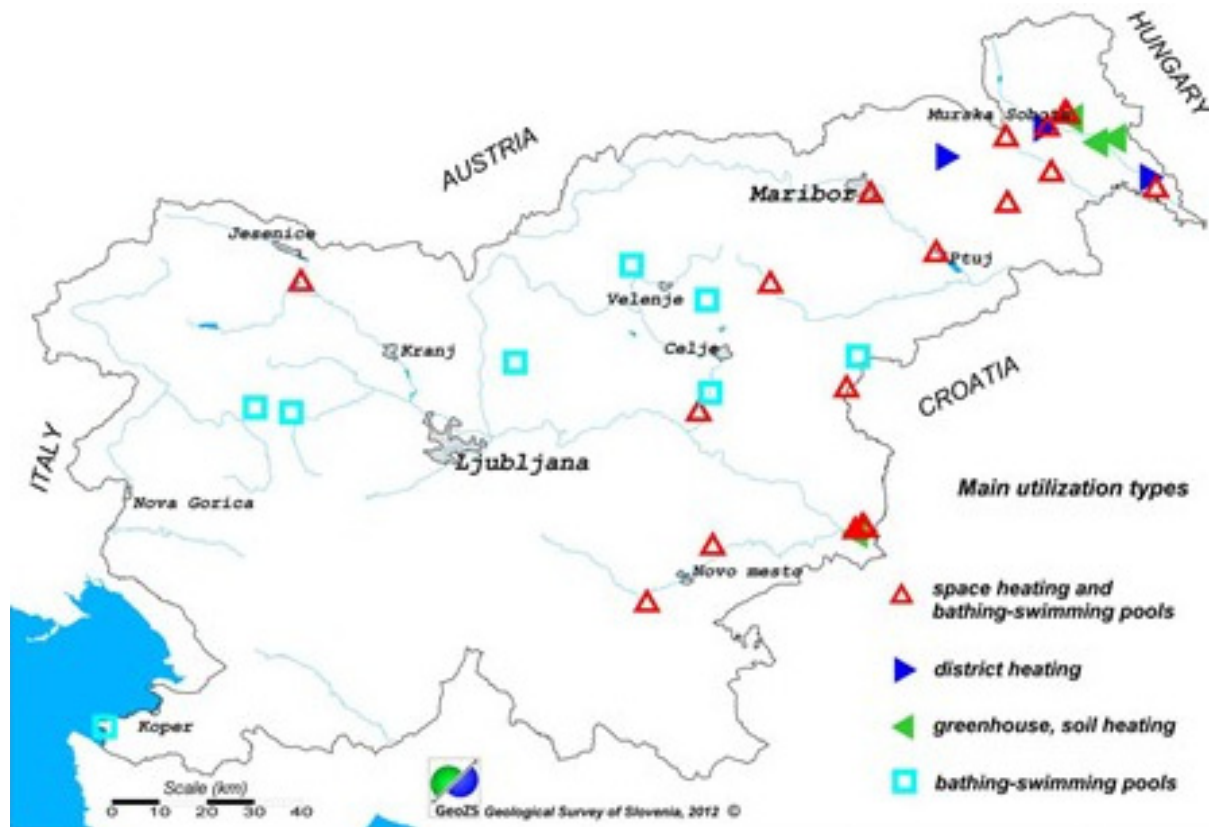 HUNGARY
Murska Sobota
AUSTRIA
Maribor
Jesenice
Ptuj
Velenje
Kranj
Celje
CROATIA
ITALY
Ljubljana
Nova Gorica
Main utilization types
Novo mesto
space heating and
bathing-swimming pools
district heating
Koper
greenhouse, soil heating
bathing-swimming pools
Scale (km)
0 10 20 30 40
GeoZS Geological Survey of Slovenia, 2012 ©